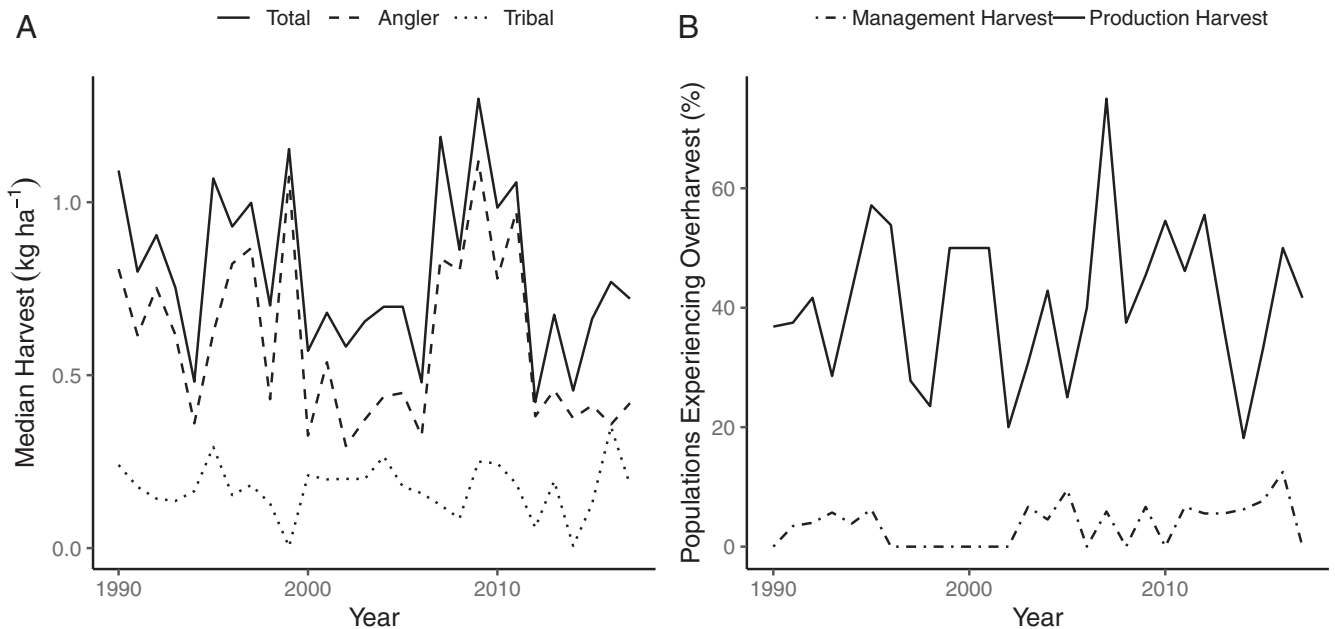 A
Total Angler Tribal
Median Harvest (kg ha⁻¹)
1.0
0.5
0.0
1990 2000 2010
Year
B
Management Harvest Production Harvest
Populations Experiencing Overharvest (%)
60
40
20
0
1990 2000 2010
Year